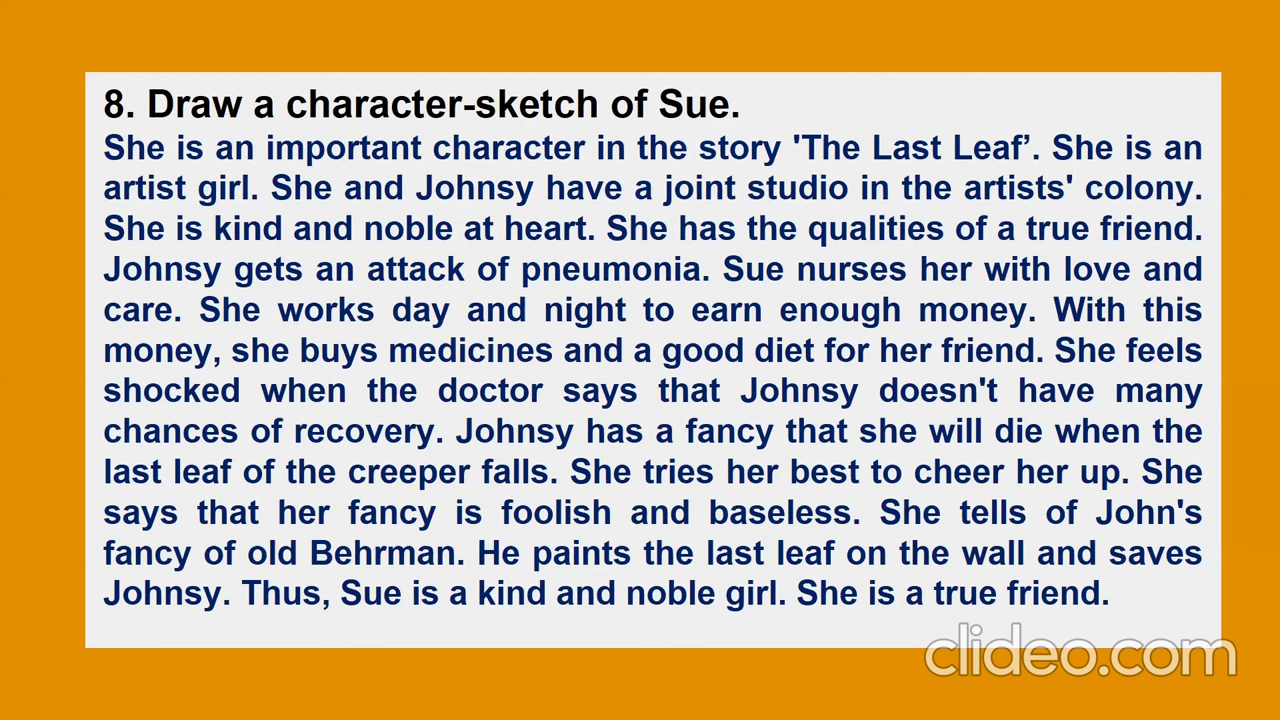 8. Draw a character-sketch of Sue.
She is an important character in the story 'The Last Leaf’. She is an
artist girl. She and Johnsy have a joint studio in the artists' colony.
She is kind and noble at heart. She has the qualities of a true friend.
Johnsy gets an attack of pneumonia. Sue nurses her with love and
care. She works day and night to earn enough money. With this
money, she buys medicines and a good diet for her friend. She feels
shocked when the doctor says that Johnsy doesn't have many
chances of recovery. Johnsy has a fancy that she will die when the
last leaf of the creeper falls. She tries her best to cheer her up. She
says that her fancy is foolish and baseless. She tells of John's
fancy of old Behrman. He paints the last leaf on the wall and saves
Johnsy. Thus, Sue is a kind and noble girl. She is a true friend.
clideo.com